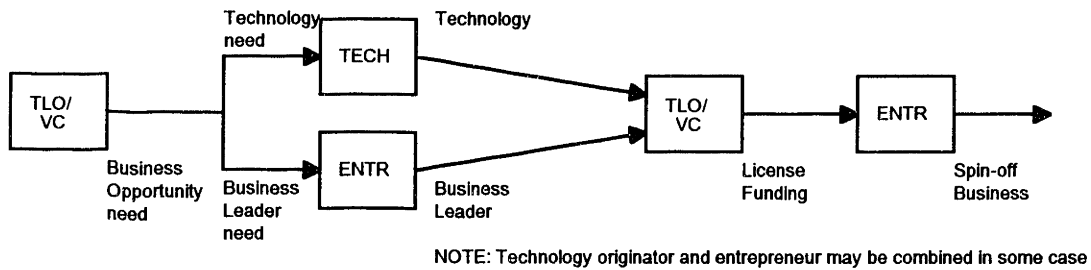 Technology
need
Technology
TECH
TLO/
VC
Business
Opportunity
need
Business
Leader
need
ENTR
Business
Leader
TLO/
VC
License
Funding
ENTR
Spin-off
Business
NOTE: Technology originator and entrepreneur may be combined in some case